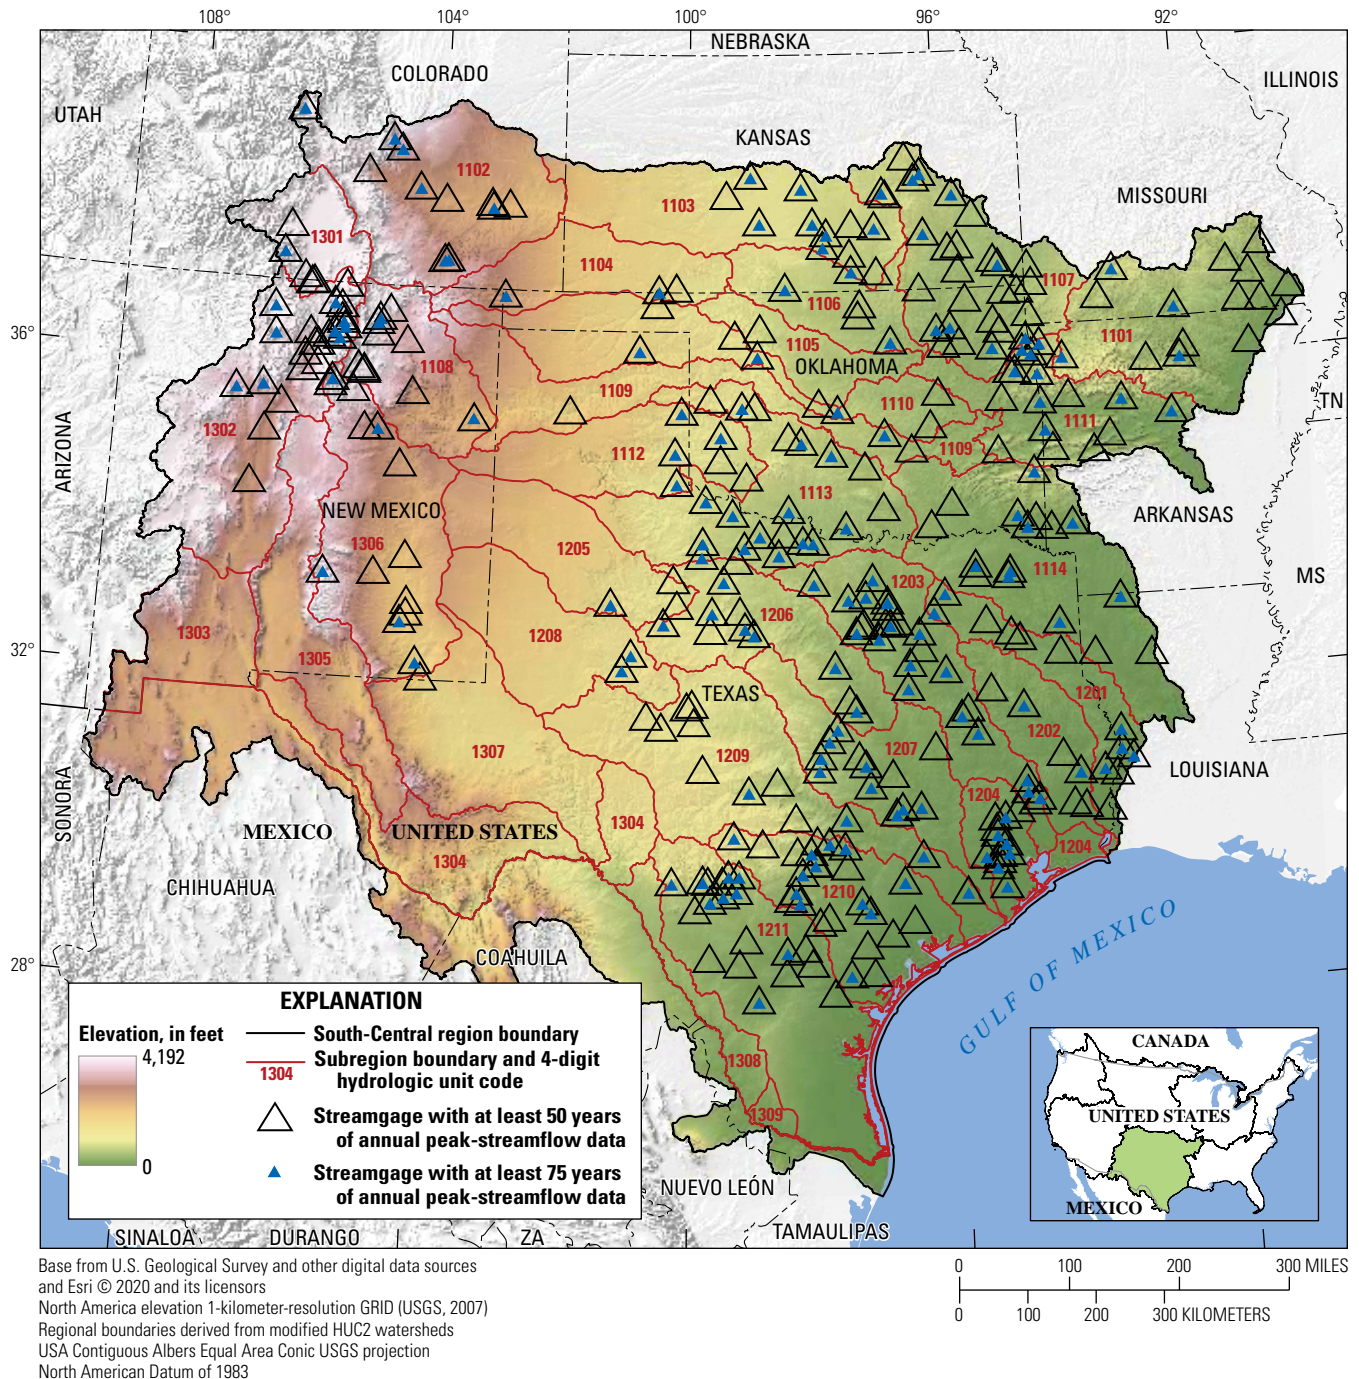 108°
104°
100°
96°
92°
NEBRASKA
COLORADO
ILLINOIS
UTAH
KANSAS
1102
MISSOURI
1103
1301
1104
1107
1106
36°
1101
1105
OKLAHOMA
1108
1109
1110
TN
1302
1111
ARIZONA
1112
1109
1113
NEW MEXICO
ARKANSAS
1306
1205
1114
MS
1203
1206
1303
1208
32°
1305
TEXAS
1201
1202
1307
1209
1207
LOUISIANA
1204
SONORA
1304
MEXICO
UNITED STATES
1204
1304
CHIHUAHUA
1210
1211
GULF OF MEXICO
COAHUILA
28°
EXPLANATION
Elevation, in feet
4,192
0
South-Central region boundary
Subregion boundary and 4-digit
1304
hydrologic unit code
Streamgage with at least 50 years
of annual peak-streamflow data
Streamgage with at least 75 years
of annual peak-streamflow data
1308
1309
CANADA
UNITED STATES
MEXICO
NUEVO LEÓN
TAMAULIPAS
SINALOA
DURANGO
ZA
Base from U.S. Geological Survey and other digital data sources
and Esri © 2020 and its licensors
North America elevation 1-kilometer-resolution GRID (USGS, 2007)
Regional boundaries derived from modified HUC2 watersheds
USA Contiguous Albers Equal Area Conic USGS projection
North American Datum of 1983
0 100 200 300 MILES
0 100 200 300 KILOMETERS